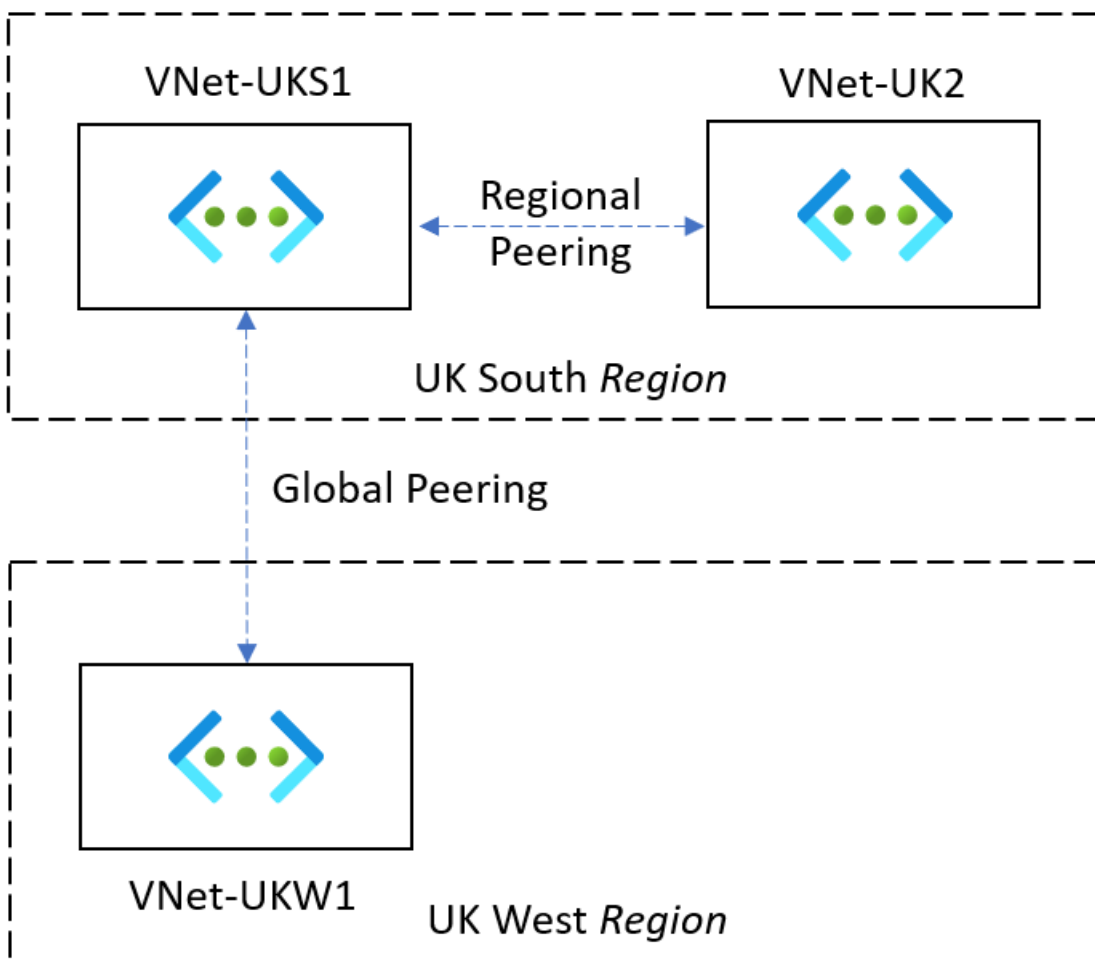 VNet-UKS1
VNet-UK2
Regional
Peering
UK South Region
Global Peering
VNet-UKW1
UK West Region